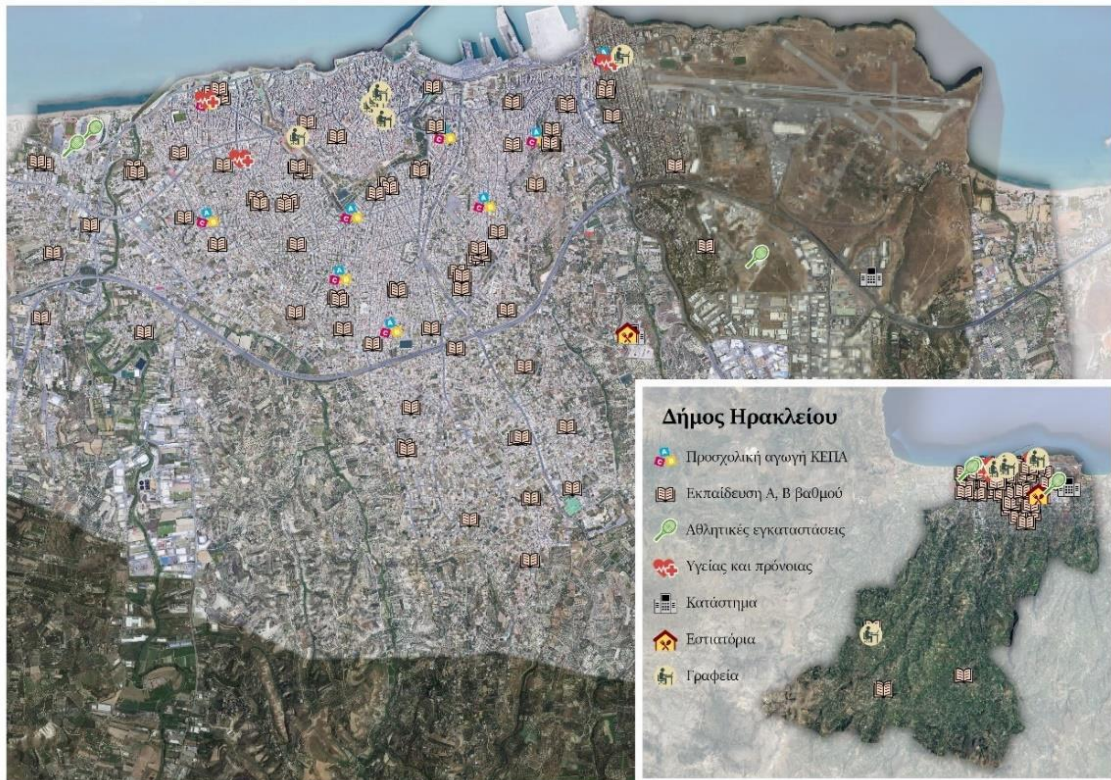 Δήμος Ηρακλείου
Προσχολική αγωγή ΚΕΠΑ
Εκπαίδευση Α, Β βαθμού
Αθλητικές εγκαταστάσεις
Υγείας και πρόνοιας
Κατάστημα
Εστιατόρια
Γραφεία